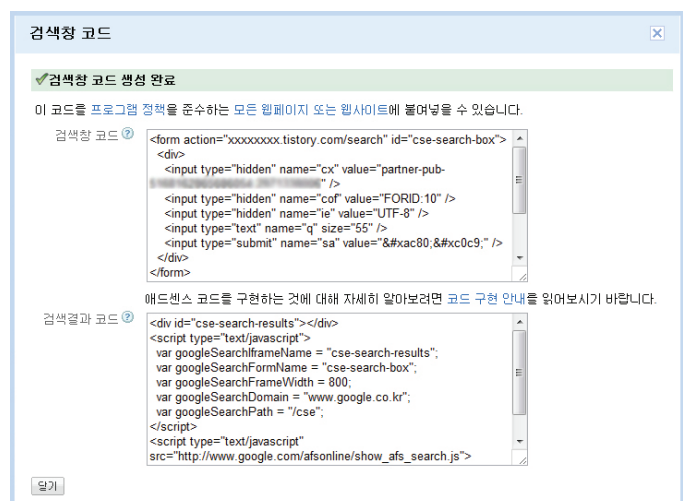 검색창 코드
검색창 코드 생성 완료
이 코드를 프로그램 정책을 준수하는 모든 웹페이지 또는 웹사이트에 붙여넣을 수 있습니다.
검색창 코드
<form action="xxxxxxxx.tistory.com/search" id="cse-search-box">
<div>
<input type="hidden" name="cx" value="partner-pub-
" />
<input type="hidden" name="cof" value="FORID:10" />
<input type="hidden" name="ie" value="UTF-8" />
<input type="text" name="q" size="55" />
<input type="submit" name="sa" value="&#xac80;&#xc0c9;" />
</div>
</form>
애드센스 코드를 구현하는 것에 대해 자세히 알아보려면 코드 구현 안내를 읽어보시기 바랍니다.
검색결과 코드
<div id="cse-search-results"></div>
<script type="text/javascript">
var googleSearchIframeName = "cse-search-results";
var googleSearchFormName = "cse-search-box";
var googleSearchFrameWidth = 800;
var googleSearchDomain = "www.google.co.kr";
var googleSearchPath = "/cse";
</script>
<script type="text/javascript"
src="http://www.google.com/afsonline/show_afs_search.js">
닫기